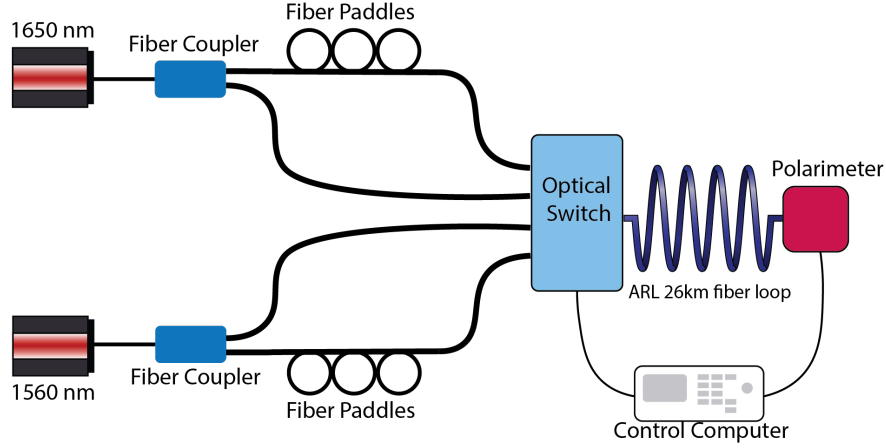 Fiber Paddles
1650 nm
Fiber Coupler
Optical
Switch
Polarimeter
ARL 26km fiber loop
1560 nm
Fiber Coupler
Fiber Paddles
Control Computer